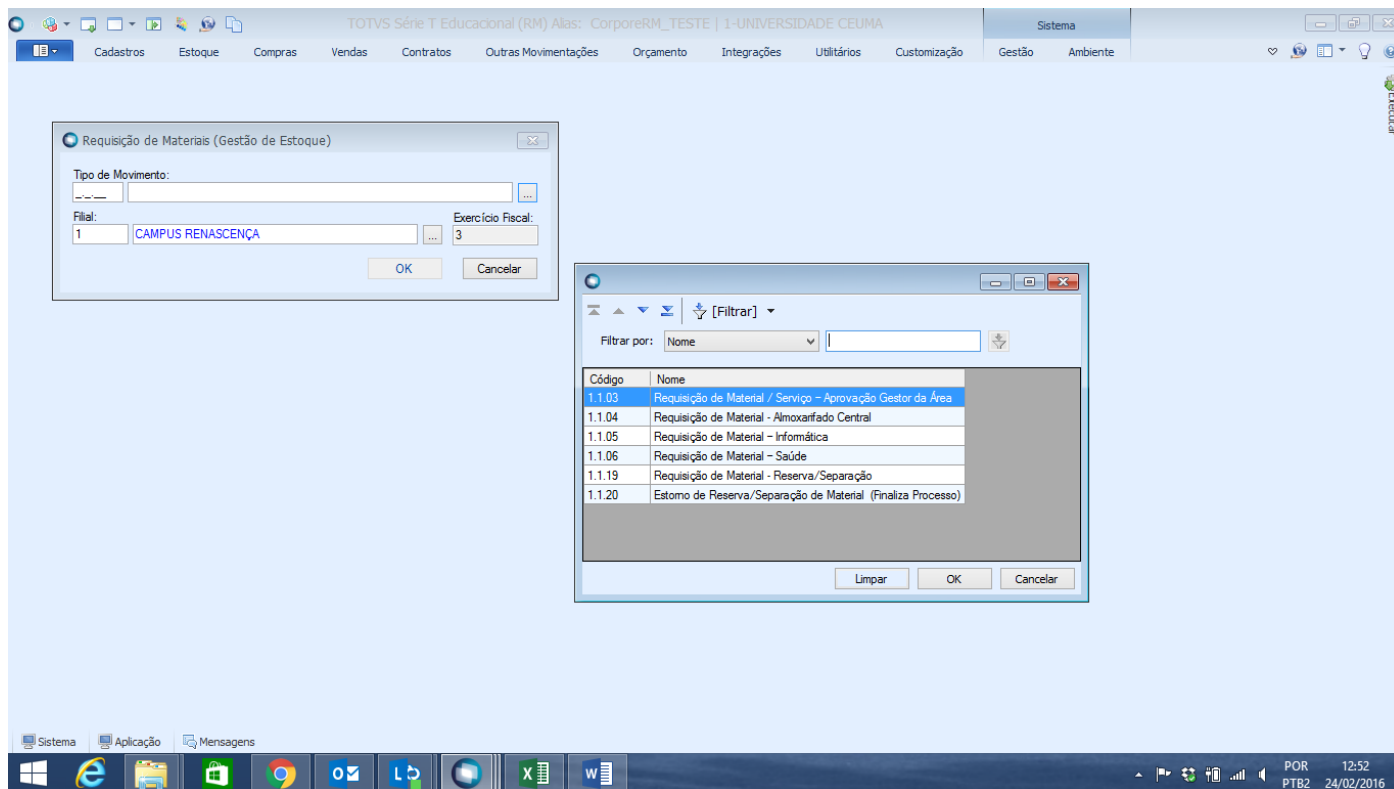 TOTVS Série T Educacional (RM) Alias: CorporeRM_TESTE | 1-UNIVERSIDADE CEUMA
Sistema
Cadastros Estoque Compras Vendas Contratos Outras Movimentações Orçamento Integrações Utilitários Customização Gestão Ambiente
Executar
Requisição de Materiais (Gestão de Estoque)
Tipo de Movimento:
_._.__
...
Filial: Exercício Fiscal:
1 CAMPUS RENASCENÇA ... 3
OK Cancelar
[Filtrar]
Filtrar por: Nome
Código Nome
1.1.03 Requisição de Material / Serviço – Aprovação Gestor da Área
1.1.04 Requisição de Material - Almoxarifado Central
1.1.05 Requisição de Material – Informática
1.1.06 Requisição de Material – Saúde
1.1.19 Requisição de Material - Reserva/Separação
1.1.20 Estorno de Reserva/Separação de Material (Finaliza Processo)
Limpar OK Cancelar
Sistema Aplicação Mensagens
POR 12:52
PTB2 24/02/2016